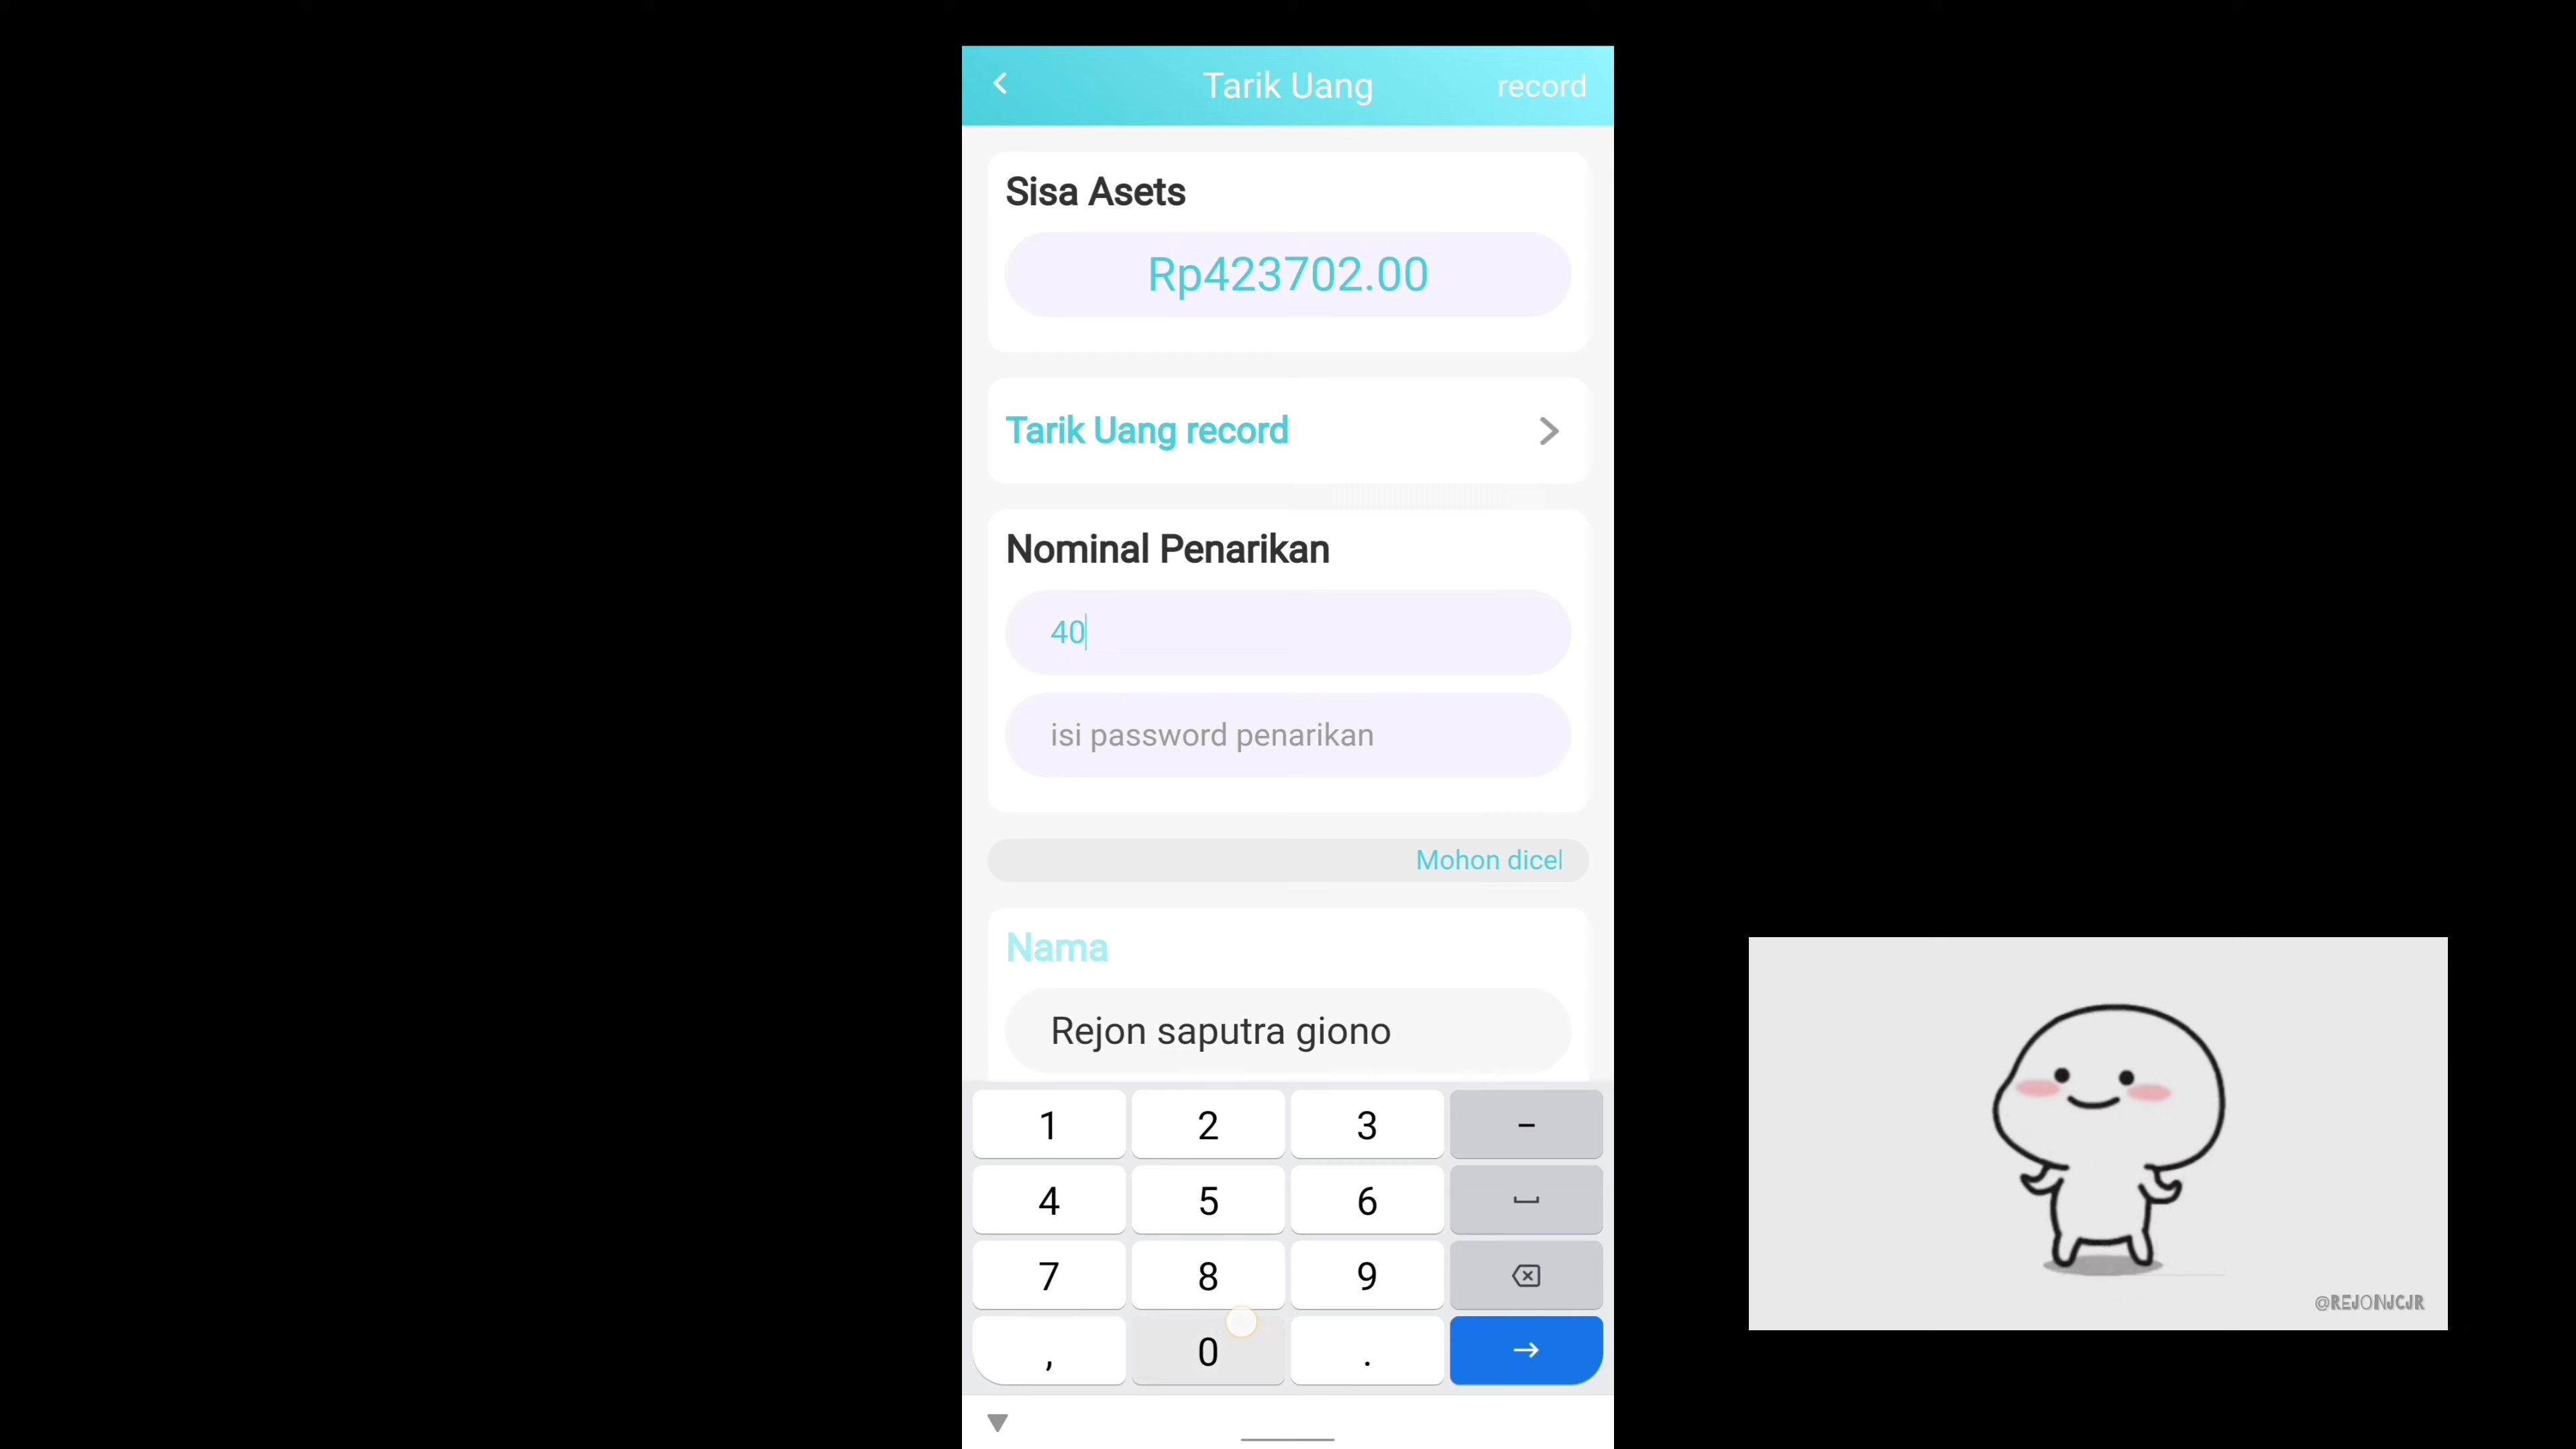 Tarik Uang
record
Sisa Asets
Rp423702.00
Tarik Uang record
Nominal Penarikan
40
isi password penarikan
Mohon dicel
Nama
Rejon saputra giono
1 2 3 -
4 5 6
7 8 9
, 0 .
@REJOINJCJR